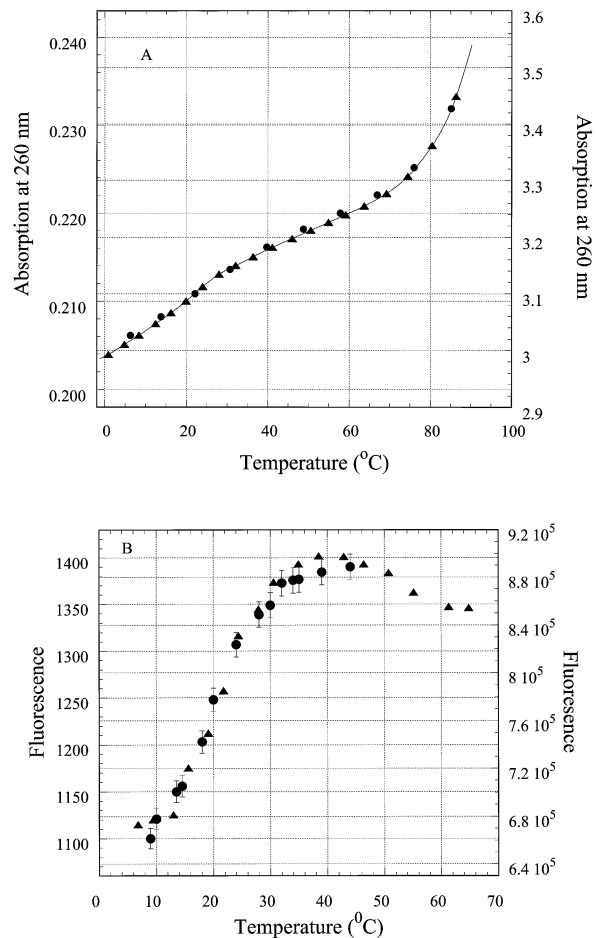 A
0.240
0.230
0.220
0.210
0.200
3.6
3.5
3.4
3.3
3.2
3.1
3
2.9
0 20 40 60 80 100
Absorption at 260 nm
Absorption at 260 nm
Temperature (°C)
B
1400
1350
1300
1250
1200
1150
1100
9.2 10⁵
8.8 10⁵
8.4 10⁵
8 10⁵
7.6 10⁵
7.2 10⁵
6.8 10⁵
6.4 10⁵
0 10 20 30 40 50 60 70
Fluorescence
Fluoresence
Temperature (⁰C)